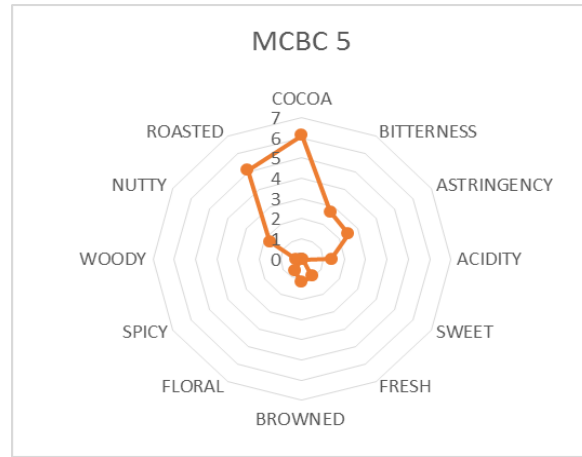 MCBC 5
COCOA
BITTERNESS
ASTRINGENCY
ACIDITY
SWEET
FRESH
BROWNED
FLORAL
SPICY
WOODY
NUTTY
ROASTED
7
6
5
4
3
2
1
0